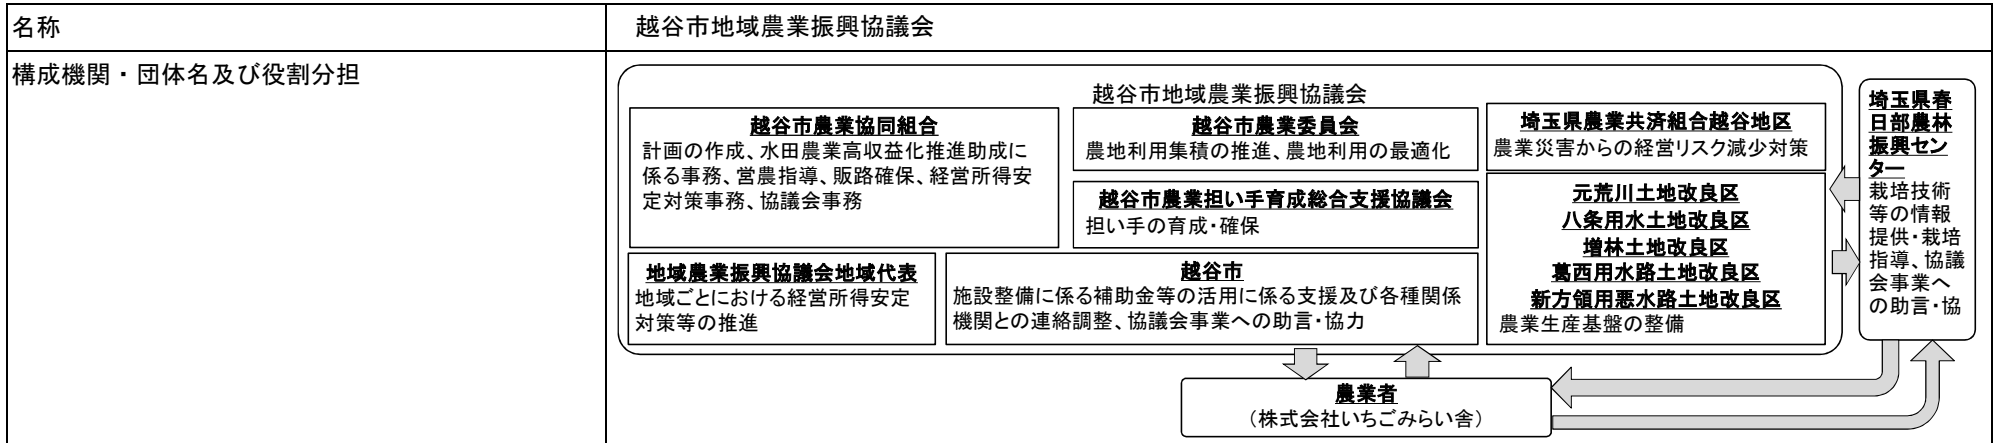 名称
越谷市地域農業振興協議会
構成機関・団体名及び役割分担
越谷市地域農業振興協議会
越谷市農業協同組合
計画の作成、水田農業高収益化推進助成に
係る事務、営農指導、販路確保、経営所得安
定対策事務、協議会事務
越谷市農業委員会
農地利用集積の推進、農地利用の最適化
埼玉県農業共済組合越谷地区
農業災害からの経営リスク減少対策
越谷市農業担い手育成総合支援協議会
担い手の育成・確保
元荒川土地改良区
八条用水土地改良区
増林土地改良区
葛西用水路土地改良区
新方領用悪水路土地改良区
農業生産基盤の整備
地域農業振興協議会地域代表
地域ごとにおける経営所得安定
対策等の推進
越谷市
施設整備に係る補助金等の活用に係る支援及び各種関係
機関との連絡調整、協議会事業への助言・協力
埼玉県春
日部農林
振興セン
ター
栽培技術
等の情報
提供・栽培
指導、協議
会事業へ
の助言・協
農業者
（株式会社いちごみらい舎）